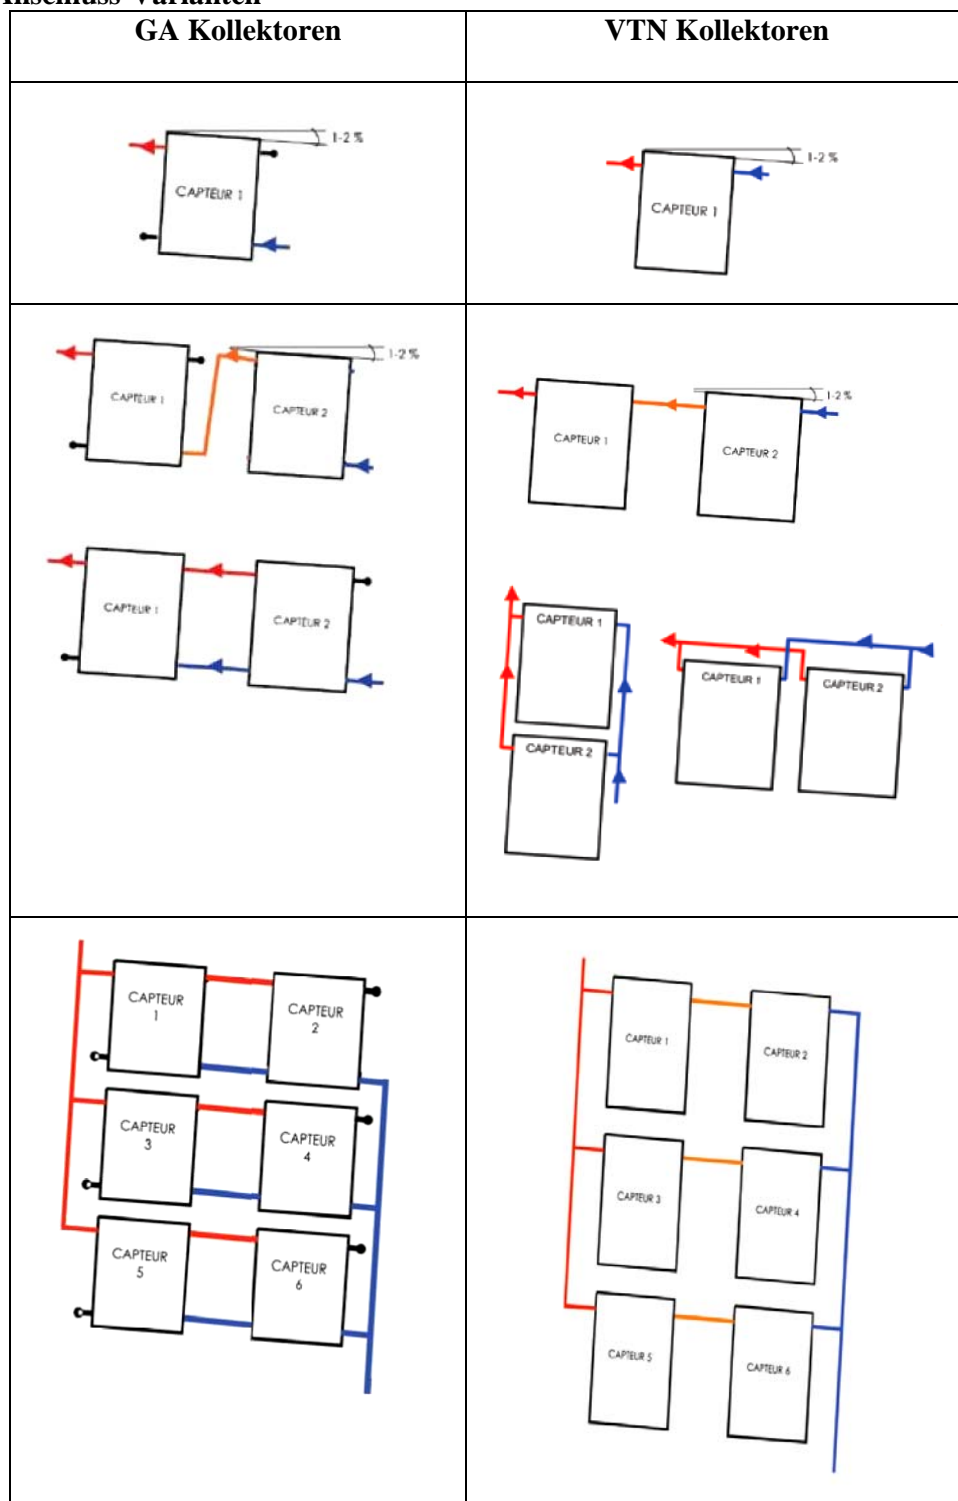 Anschluss-Varianten
GA Kollektoren
VTN Kollektoren
1-2 %
CAPTEUR 1
1-2 %
CAPTEUR 1
1-2 %
CAPTEUR 1
CAPTEUR 2
CAPTEUR 1
CAPTEUR 2
1-2 %
CAPTEUR 1
CAPTEUR 2
CAPTEUR 1
CAPTEUR 2
CAPTEUR 1
CAPTEUR 2
CAPTEUR
1
CAPTEUR
2
CAPTEUR
3
CAPTEUR
4
CAPTEUR
5
CAPTEUR
6
CAPTEUR 1
CAPTEUR 2
CAPTEUR 3
CAPTEUR 4
CAPTEUR 5
CAPTEUR 6